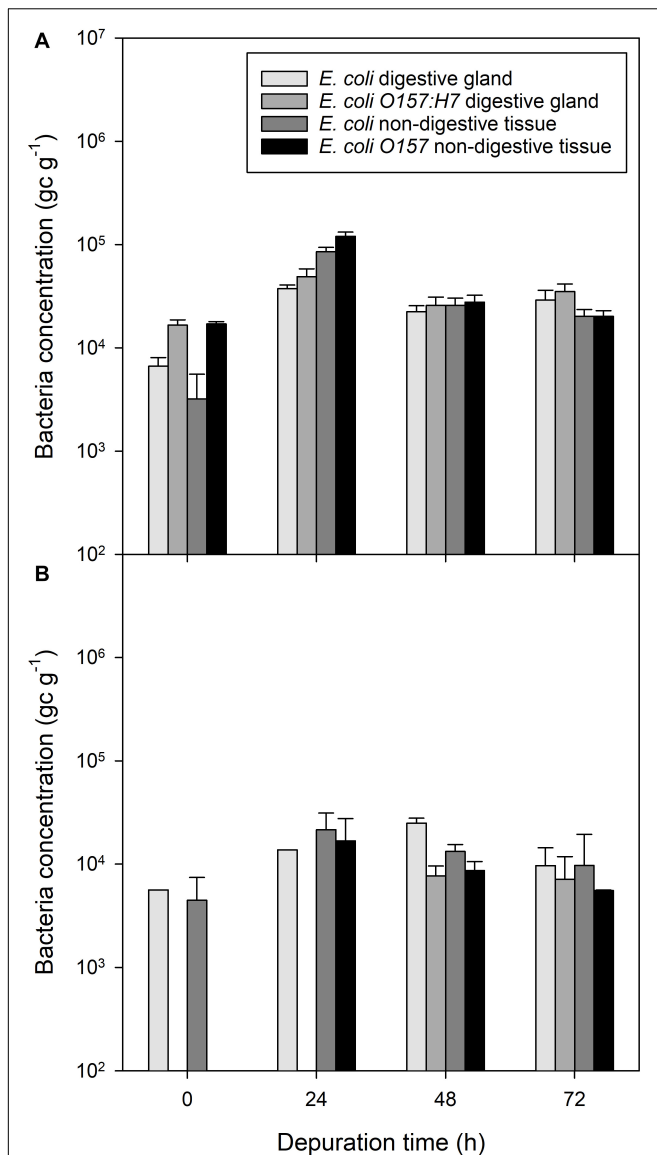 A
10⁷
E. coli digestive gland
E. coli O157:H7 digestive gland
E. coli non-digestive tissue
E. coli O157 non-digestive tissue
10⁶
10⁵
10⁴
10³
10²
Bacteria concentration (gc g⁻¹)
B
10⁶
10⁵
10⁴
10³
10²
Bacteria concentration (gc g⁻¹)
0 24 48 72
Depuration time (h)